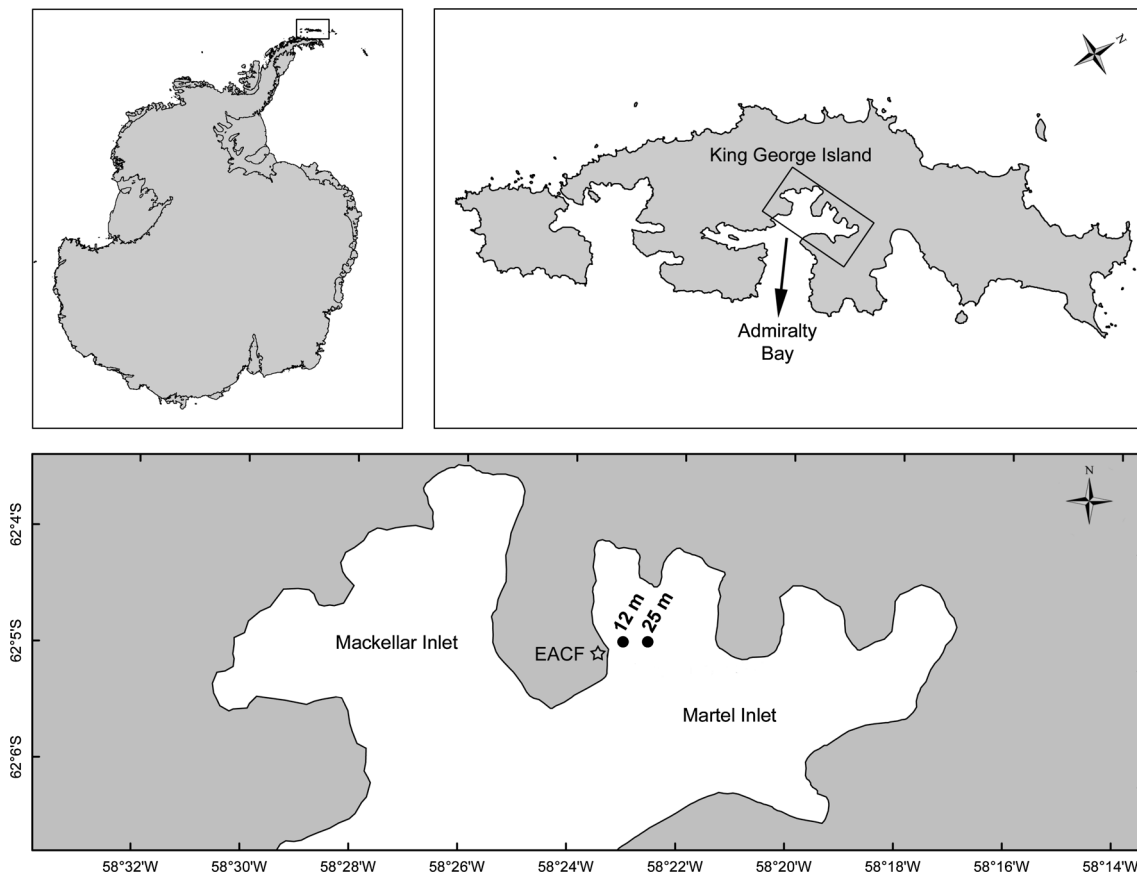 N
King George Island
Admiralty
Bay
N
62°4'S
62°5'S
62°6'S
12 m
25 m
Mackellar Inlet
EACF
Martel Inlet
58°32'W
58°30'W
58°28'W
58°26'W
58°24'W
58°22'W
58°20'W
58°18'W
58°16'W
58°14'W